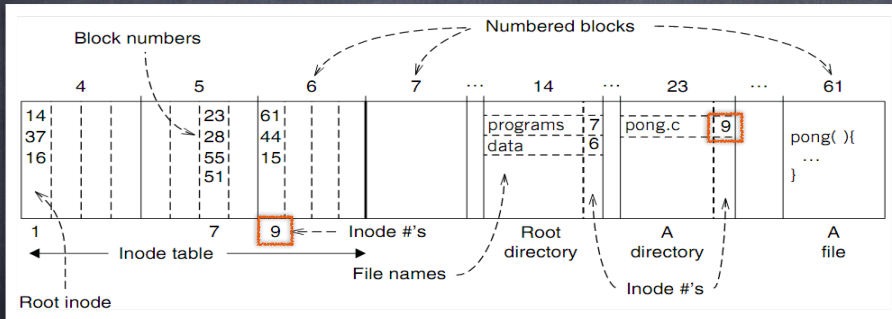 Block numbers
Numbered blocks
4 5 6 7 ... 14 ... 23 ... 61
14 23 61 programs 7 pong.c 9 pong( ){
37 28 44 data 6 ...
16 55 15 }
51
1 7 9 Inode #'s Root directory A directory A file
Inode table
File names
Inode #'s
Root inode